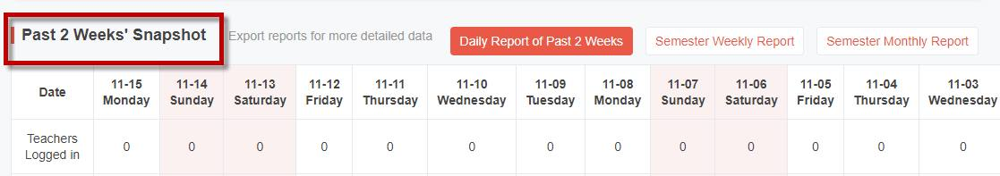 Past 2 Weeks' Snapshot Export reports for more detailed data Daily Report of Past 2 Weeks Semester Weekly Report Semester Monthly Report
Date 11-15 Monday 11-14 Sunday 11-13 Saturday 11-12 Friday 11-11 Thursday 11-10 Wednesday 11-09 Tuesday 11-08 Monday 11-07 Sunday 11-06 Saturday 11-05 Friday 11-04 Thursday 11-03 Wednesday
Teachers Logged in 0 0 0 0 0 0 0 0 0 0 0 0 0